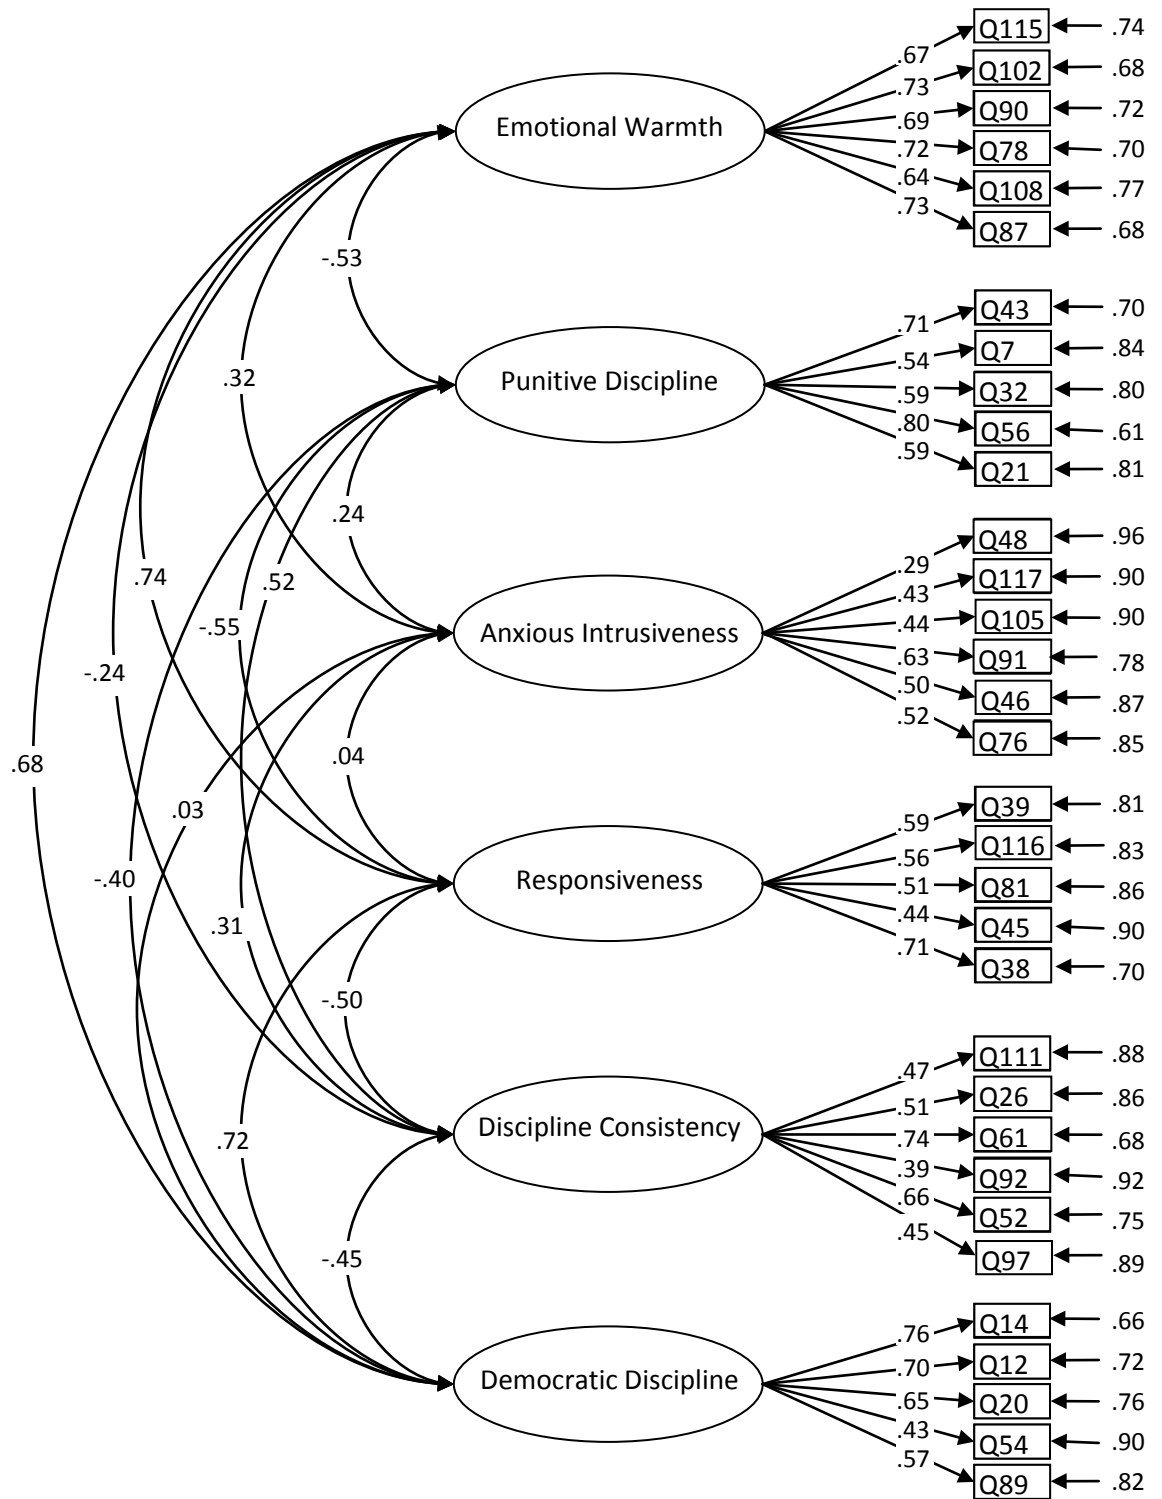 Emotional Warmth
.67 Q115 .74
.73 Q102 .68
.69 Q90 .72
.72 Q78 .70
.64 Q108 .77
.73 Q87 .68
-.53
Punitive Discipline
.71 Q43 .70
.54 Q7 .84
.59 Q32 .80
.80 Q56 .61
.59 Q21 .81
.32
.24
Anxious Intrusiveness
.29 Q48 .96
.43 Q117 .90
.44 Q105 .90
.63 Q91 .78
.50 Q46 .87
.52 Q76 .85
.74
.52
-.55
-.24
.04
.68
.03
Responsiveness
.59 Q39 .81
.56 Q116 .83
.51 Q81 .86
.44 Q45 .90
.71 Q38 .70
-.40
.31
-.50
Discipline Consistency
.47 Q111 .88
.51 Q26 .86
.74 Q61 .68
.39 Q92 .92
.66 Q52 .75
.45 Q97 .89
.72
-.45
Democratic Discipline
.76 Q14 .66
.70 Q12 .72
.65 Q20 .76
.43 Q54 .90
.57 Q89 .82